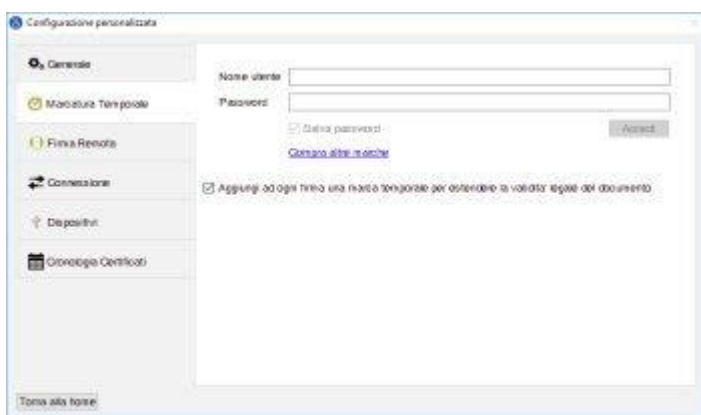 Configurazione personalizzata
Generale
Marcatura Temporale
Firma Remota
Connessione
Dispositivi
Cronologia Certificati
Nome utente
Password
Salva password
Accedi
Compra altre marche
Aggiungi ad ogni firma una marca temporale per estendere la validita' legale del documento
Torna alla home